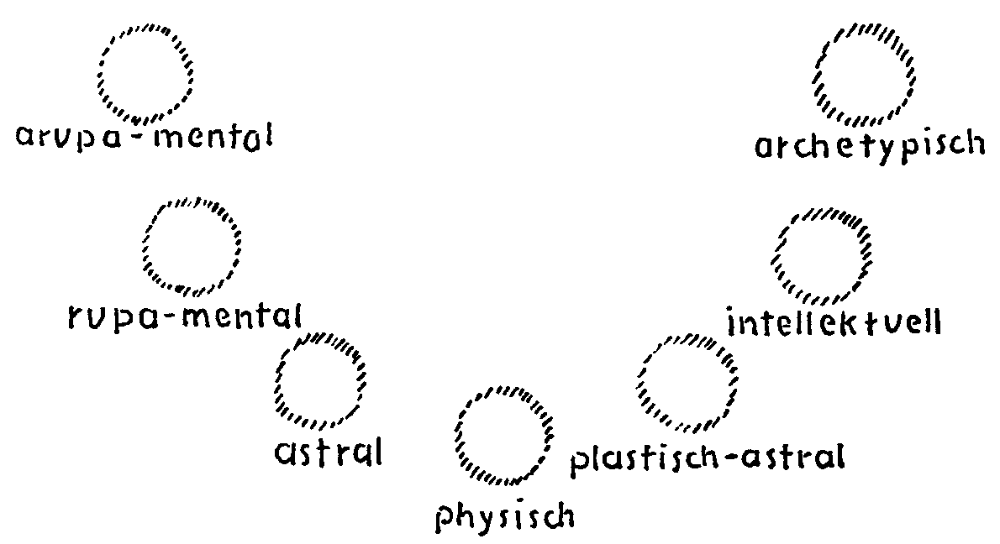 arupa-mental
archetypisch
rupa-mental
intellektuell
astral
plastisch-astral
physisch